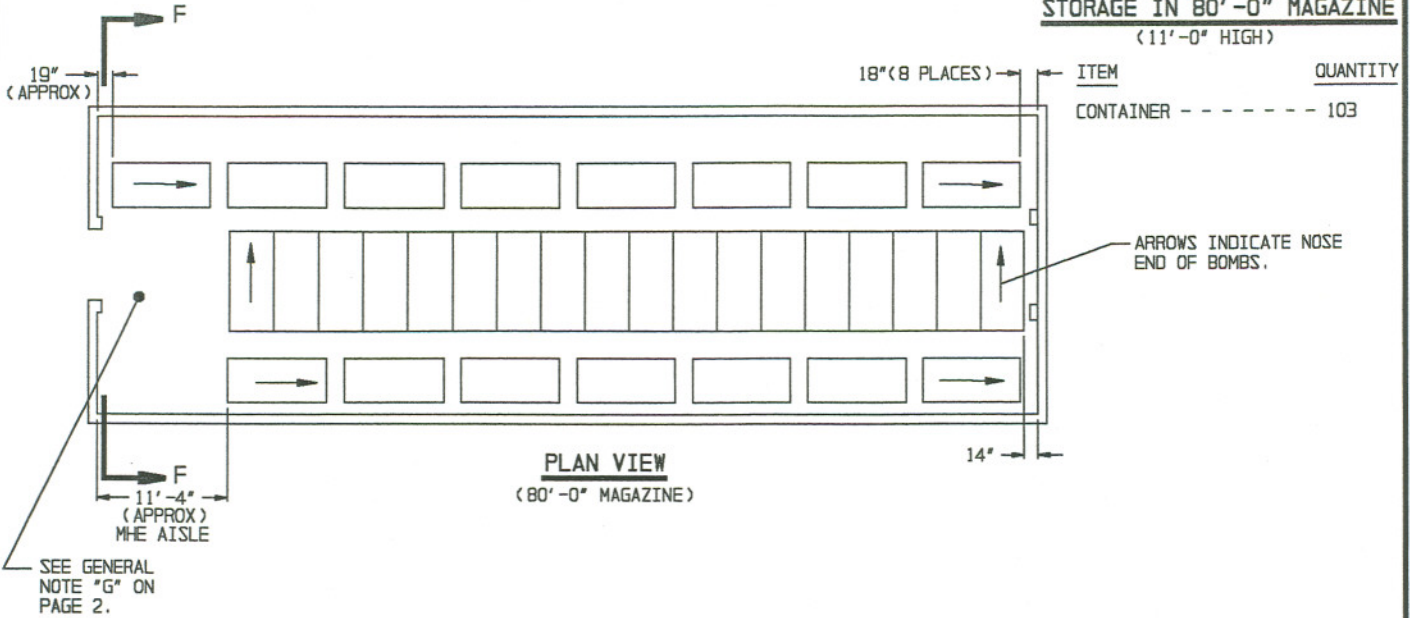 STORAGE IN 80'-0" MAGAZINE
(11'-0" HIGH)
ITEM QUANTITY
CONTAINER - - - - - - - 103
F
19"
(APPROX)
18"(8 PLACES)
ARROWS INDICATE NOSE
END OF BOMBS.
F
11'-4"
(APPROX)
MHE AISLE
PLAN VIEW
(80'-0" MAGAZINE)
14"
SEE GENERAL
NOTE "G" ON
PAGE 2.